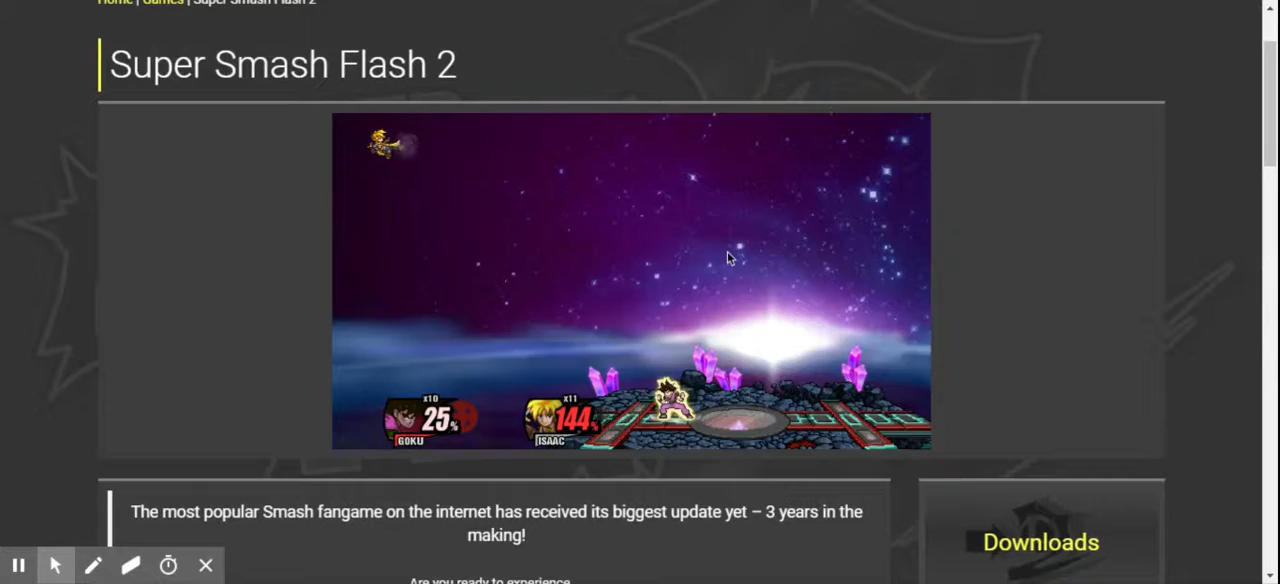 Home | Games | Super Smash Flash 2
Super Smash Flash 2
x10
25%
GOKU
x11
144%
ISAAC
The most popular Smash fangame on the internet has received its biggest update yet – 3 years in the
making!
Downloads
Are you ready to experience